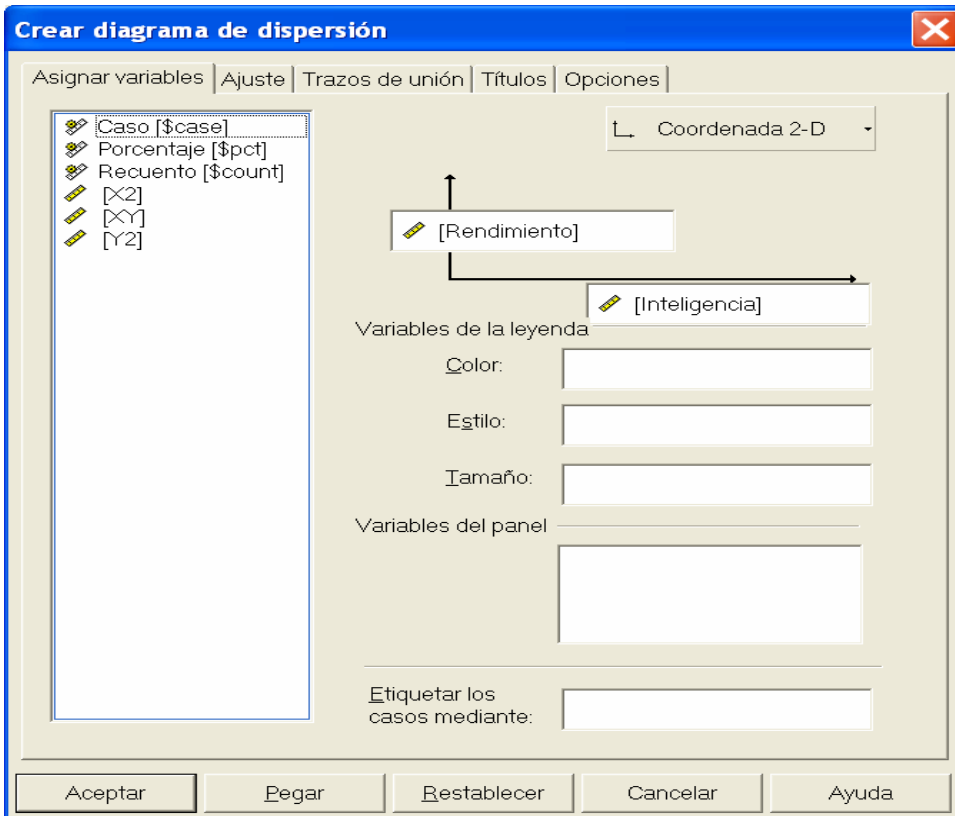 Crear diagrama de dispersión
Asignar variables Ajuste Trazos de unión Títulos Opciones
Caso [$case]
Porcentaje [$pct]
Recuento [$count]
[X2]
[XY]
[Y2]
Coordenada 2-D
[Rendimiento]
[Inteligencia]
Variables de la leyenda
Color:
Estilo:
Tamaño:
Variables del panel
Etiquetar los
casos mediante:
Aceptar Pegar Restablecer Cancelar Ayuda